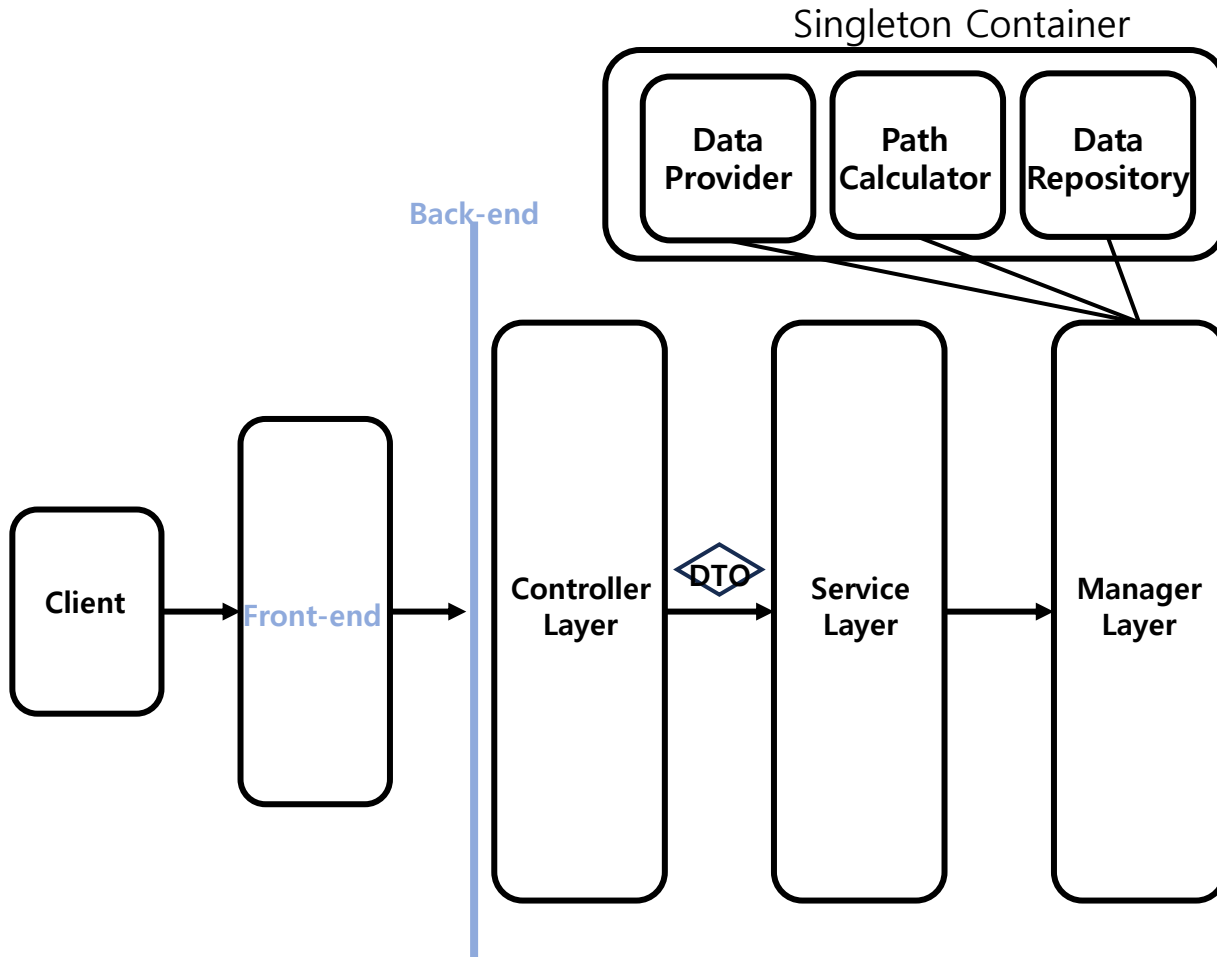 Singleton Container
Data
Provider
Path
Calculator
Data
Repository
Back-end
Client
Front-end
Controller
Layer
DTO
Service
Layer
Manager
Layer